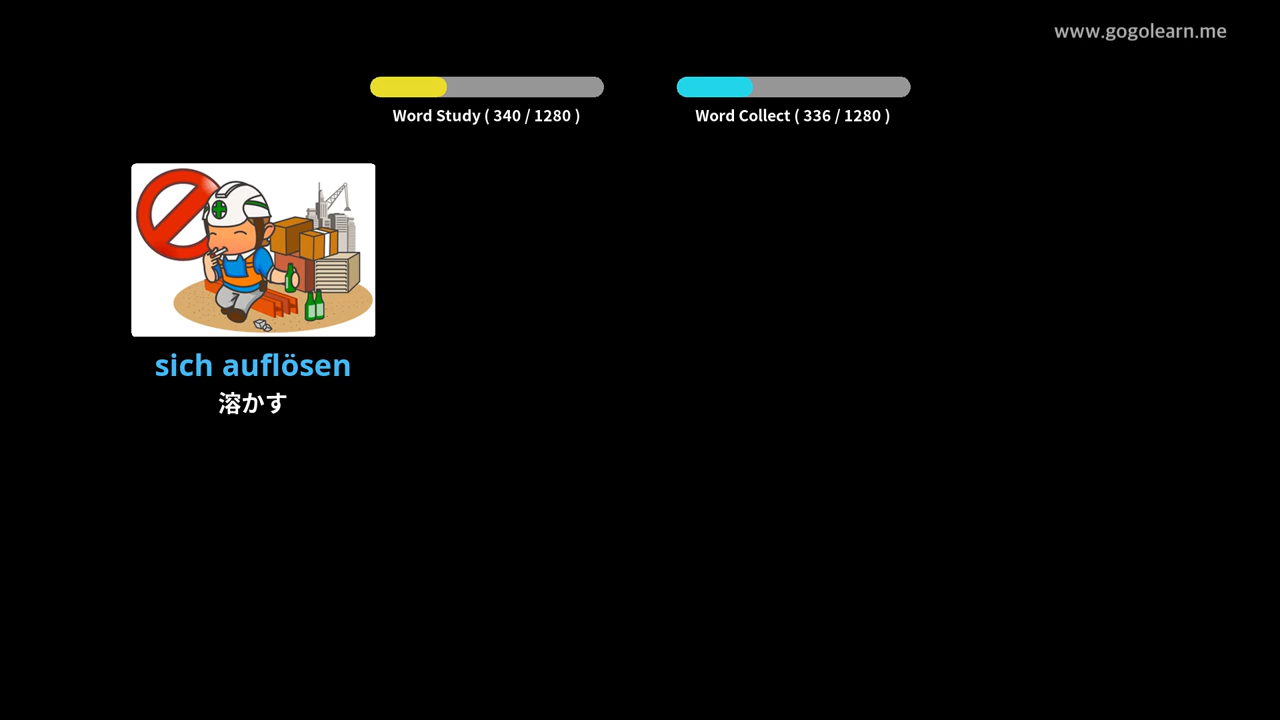 www.gogolearn.me
Word Study ( 340 / 1280 )
Word Collect ( 336 / 1280 )
sich auflösen
溶かす